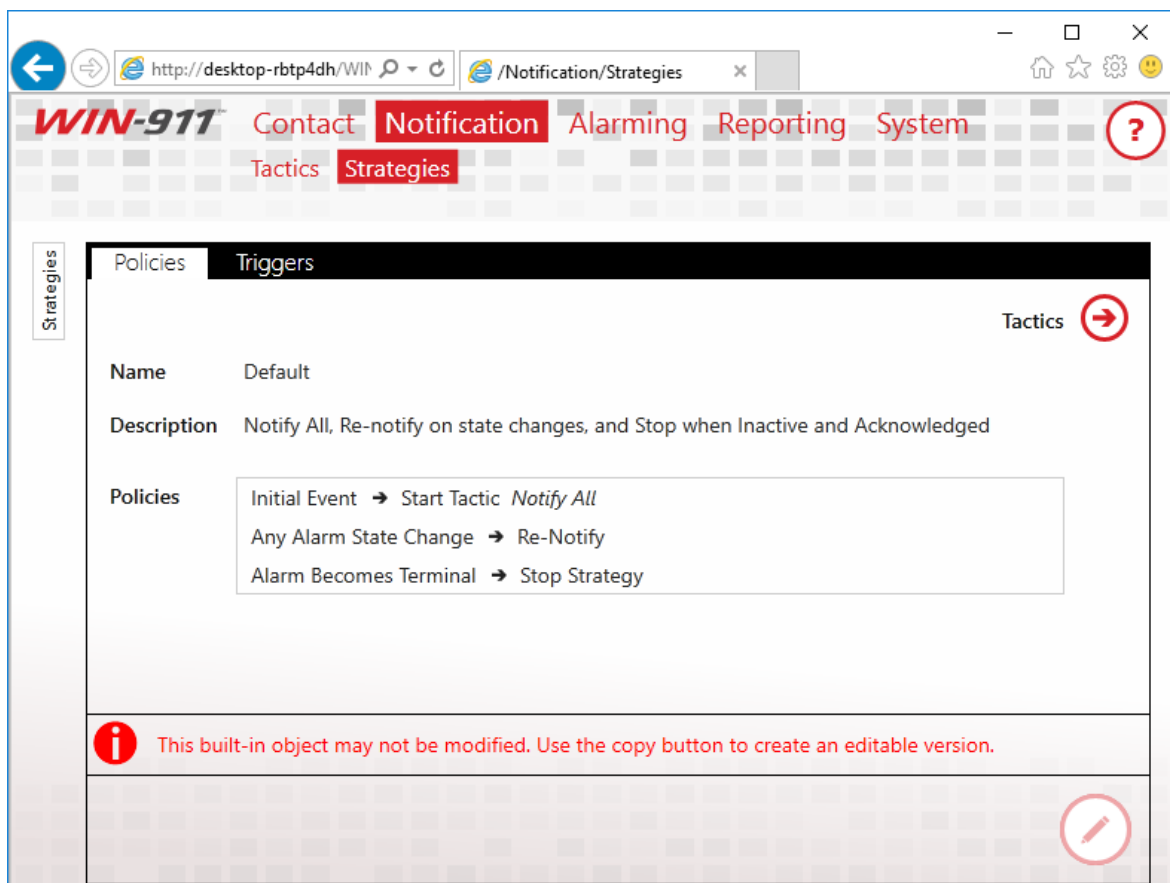 http://desktop-rbtp4dh/WIN
/Notification/Strategies
WIN-911™ Contact Notification Alarming Reporting System
?
Tactics Strategies
Strategies
Policies Triggers
Tactics
Name Default
Description Notify All, Re-notify on state changes, and Stop when Inactive and Acknowledged
Policies Initial Event ➔ Start Tactic Notify All
Any Alarm State Change ➔ Re-Notify
Alarm Becomes Terminal ➔ Stop Strategy
This built-in object may not be modified. Use the copy button to create an editable version.